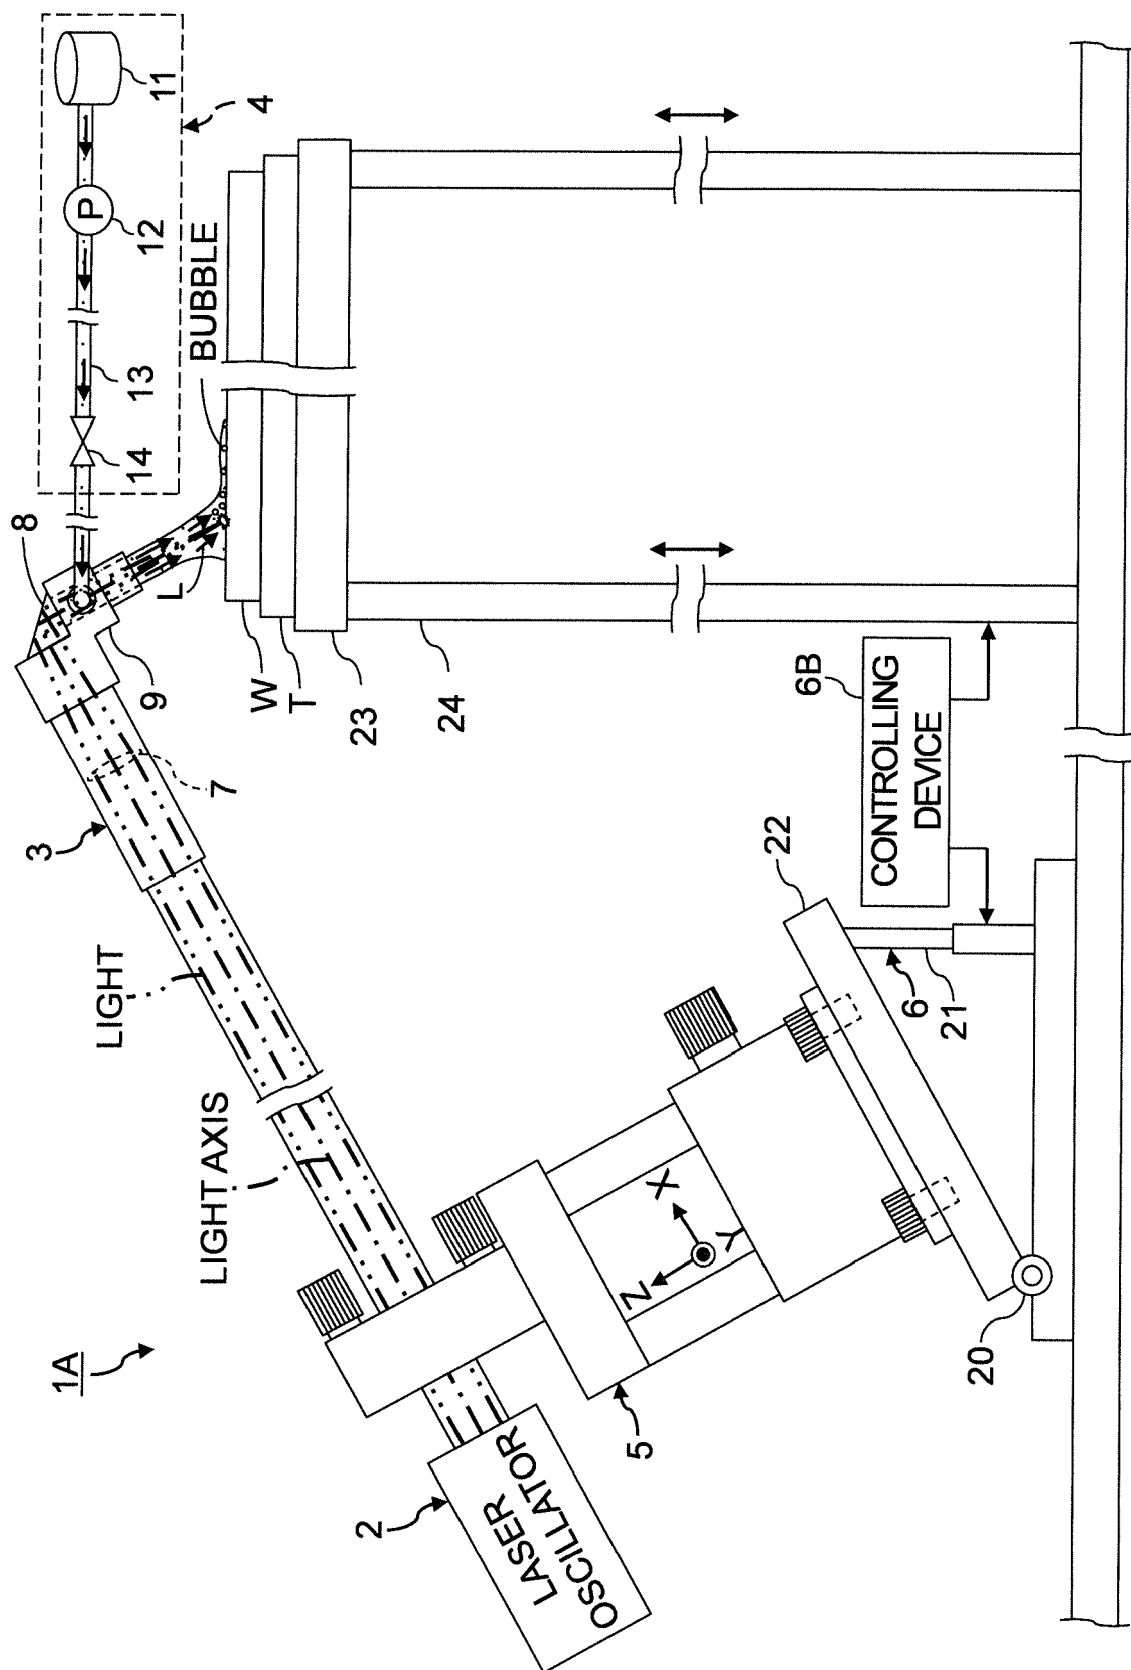 1A
3
8
11
P
12
13
14
4
LIGHT
9
L
BUBBLE
LIGHT AXIS
7
W
T
23
24
2
LASER
OSCILLATOR
5
Z
X
Y
22
6B
CONTROLLING
DEVICE
6
21
20